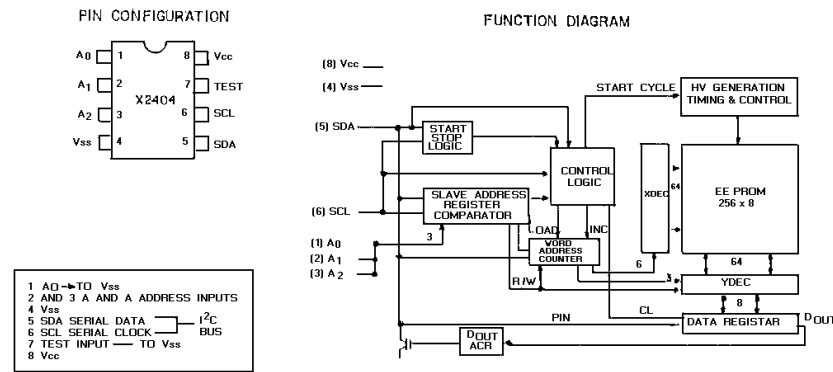 PIN CONFIGURATION
A0 1 8 Vcc
A1 2 7 TEST
X2404
A2 3 6 SCL
Vss 4 5 SDA
1 A0 → TO Vss
2 AND 3 A AND A ADDRESS INPUTS
4 Vss
5 SDA SERIAL DATA
6 SCL SERIAL CLOCK
I²C
BUS
7 TEST INPUT — TO Vss
8 Vcc
FUNCTION DIAGRAM
(8) Vcc
(4) Vss
(5) SDA
(6) SCL
(1) A0
(2) A1
(3) A2
START
STOP
LOGIC
SLAVE ADDRESS
REGISTER
COMPARATOR
3
START CYCLE
CONTROL
LOGIC
OAD
INC
WORD
ADDRESS
COUNTER
R/W
HV GENERATION
TIMING & CONTROL
XDEC
64
EE PROM
256 x 8
6
64
3
YDEC
8
PIN
CL
DATA REGISTAR
DOUT
DOUT
ACR